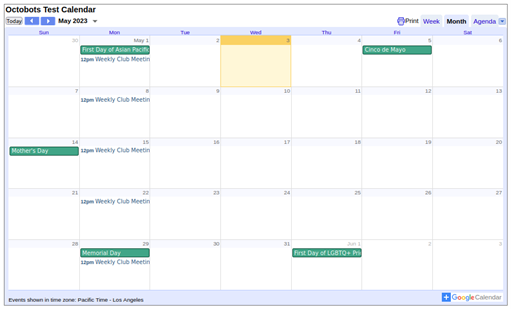 Octobots Test Calendar
Today May 2023 Print Week Month Agenda
Sun Mon Tue Wed Thu Fri Sat
30 May 1 2 3 4 5 6
First Day of Asian Pacific Cinco de Mayo
12pm Weekly Club Meetin
7 8 9 10 11 12 13
12pm Weekly Club Meetin
14 15 16 17 18 19 20
Mother's Day 12pm Weekly Club Meetin
21 22 23 24 25 26 27
12pm Weekly Club Meetin
28 29 30 31 Jun 1 2 3
Memorial Day First Day of LGBTQ+ Pri
12pm Weekly Club Meetin
Events shown in time zone: Pacific Time - Los Angeles
Google Calendar